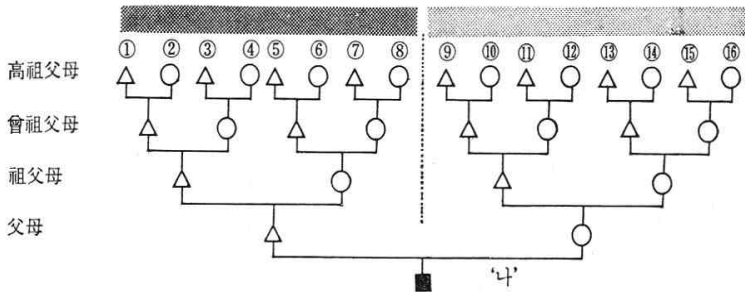 ① ② ③ ④ ⑤ ⑥ ⑦ ⑧ ⑨ ⑩ ⑪ ⑫ ⑬ ⑭ ⑮ ⑯
高祖父母
曾祖父母
祖父母
父母
'나'